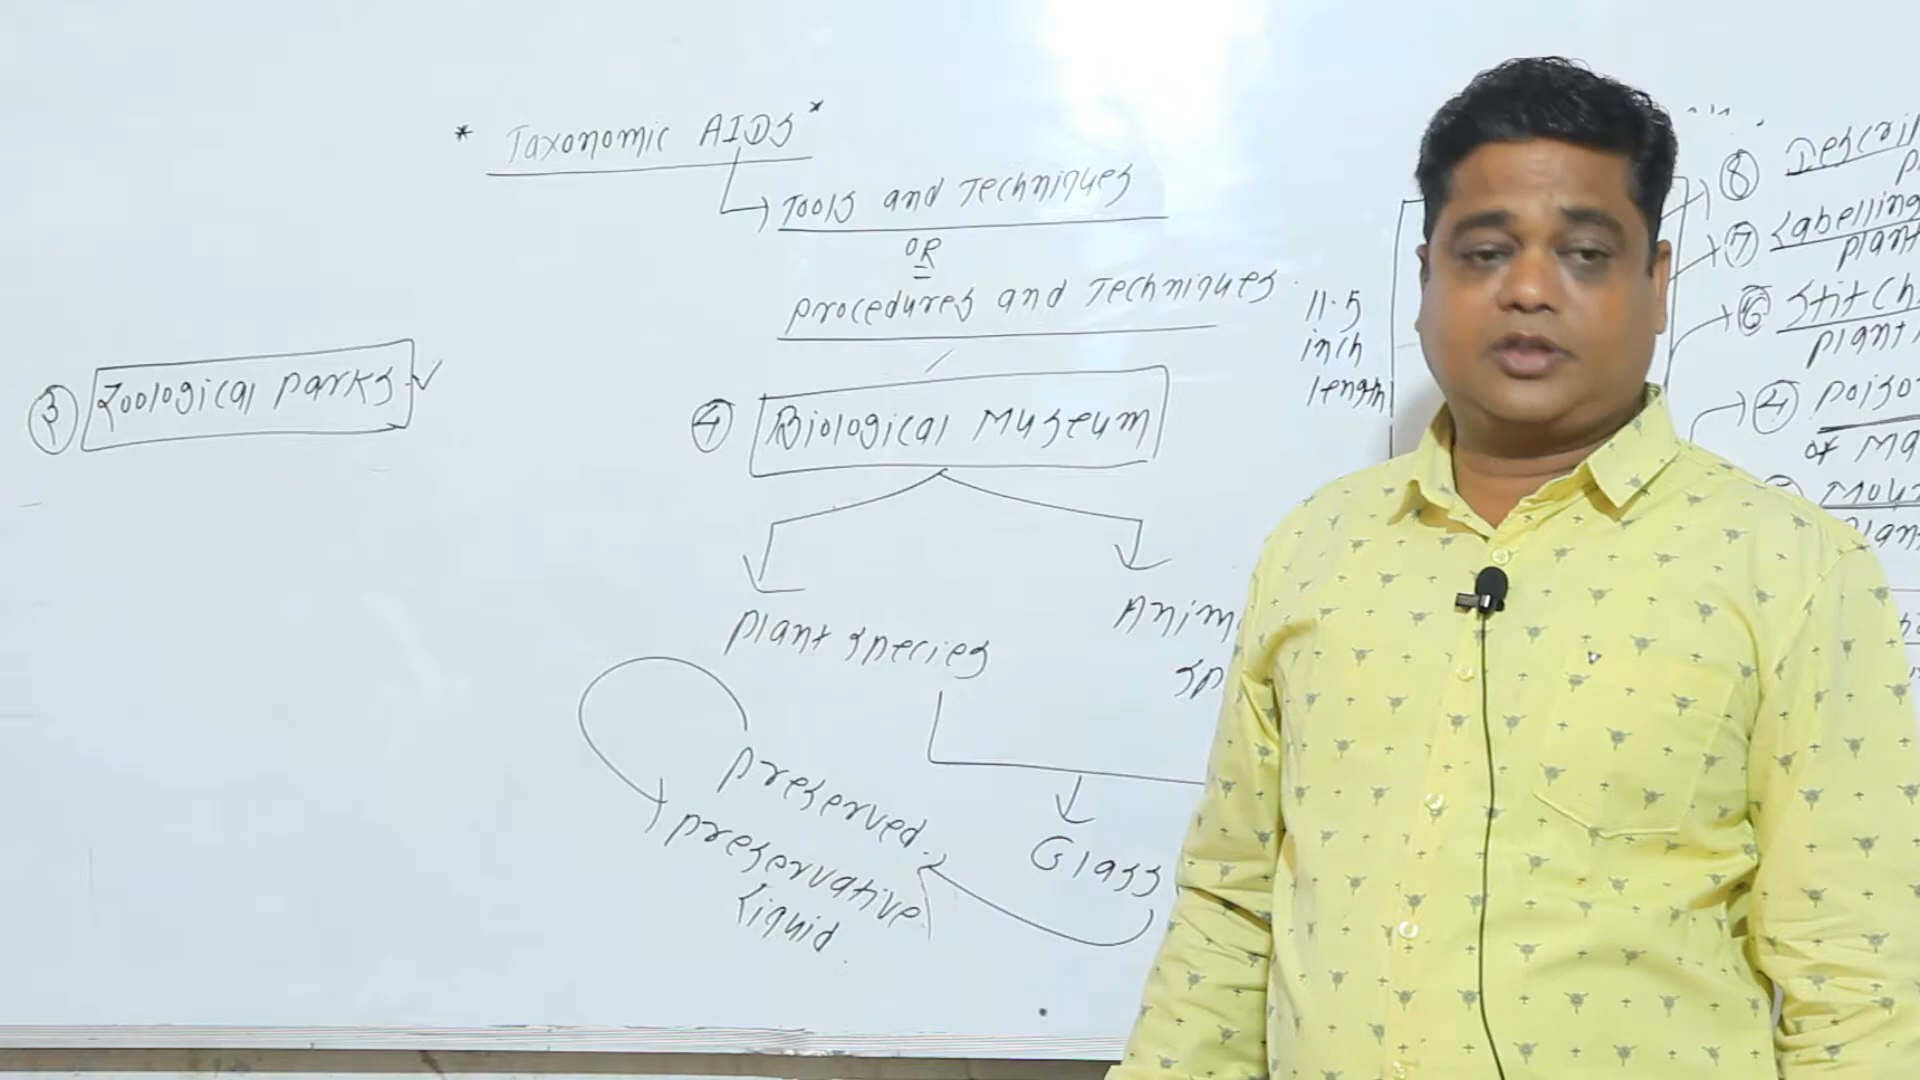 * Taxonomic AIDS *
Tools and Techniques
OR
procedures and Techniques
③ Zoological parks
④ Biological Museum
plant species
preserved
preservative
liquid
Glass
11.5
inch
length
⑧
⑦ Labelling
plant
⑥
plant
④
of